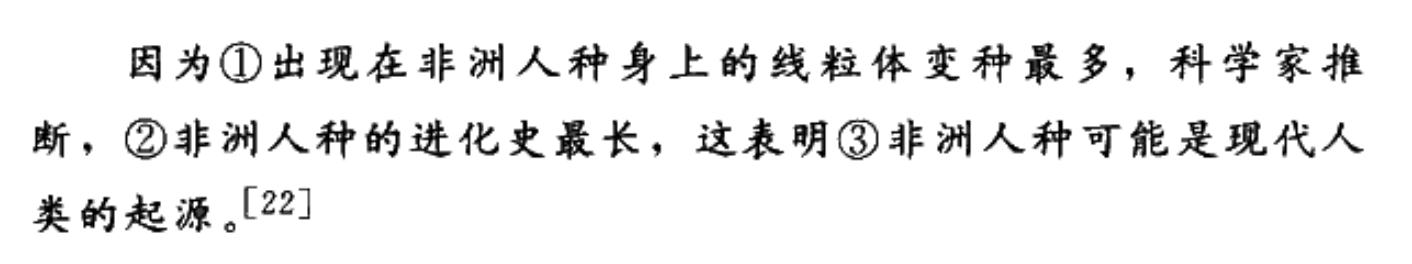 因为①出现在非洲人种身上的线粒体变种最多，科学家推
断，②非洲人种的进化史最长，这表明③非洲人种可能是现代人
类的起源。[22]